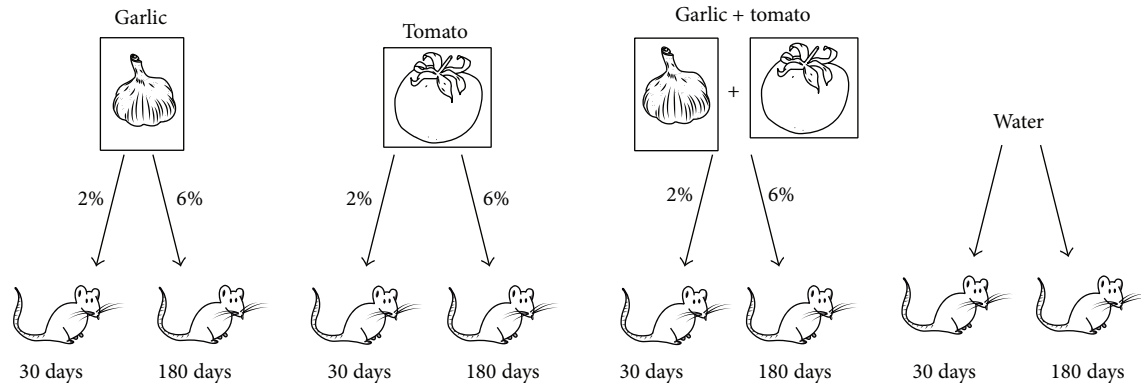 Garlic
Tomato
Garlic + tomato
+
Water
2%
6%
2%
6%
2%
6%
30 days
180 days
30 days
180 days
30 days
180 days
30 days
180 days